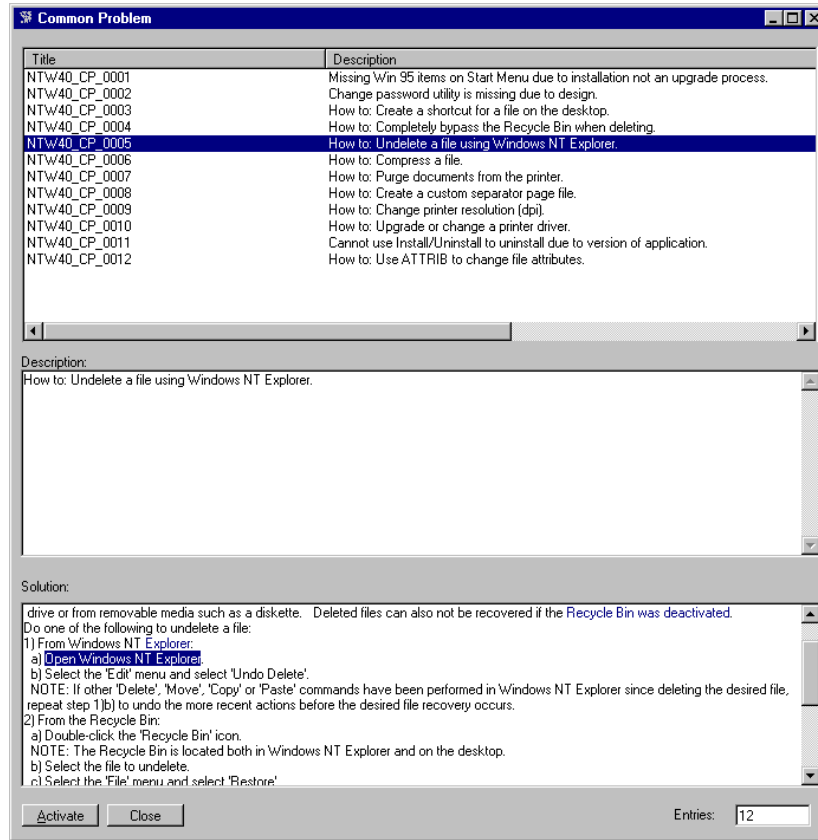 Common Problem
Title Description
NTW40_CP_0001 Missing Win 95 items on Start Menu due to installation not an upgrade process.
NTW40_CP_0002 Change password utility is missing due to design.
NTW40_CP_0003 How to: Create a shortcut for a file on the desktop.
NTW40_CP_0004 How to: Completely bypass the Recycle Bin when deleting.
NTW40_CP_0005 How to: Undelete a file using Windows NT Explorer.
NTW40_CP_0006 How to: Compress a file.
NTW40_CP_0007 How to: Purge documents from the printer.
NTW40_CP_0008 How to: Create a custom separator page file.
NTW40_CP_0009 How to: Change printer resolution (dpi).
NTW40_CP_0010 How to: Upgrade or change a printer driver.
NTW40_CP_0011 Cannot use Install/Uninstall to uninstall due to version of application.
NTW40_CP_0012 How to: Use ATTRIB to change file attributes.
Description:
How to: Undelete a file using Windows NT Explorer.
Solution:
drive or from removable media such as a diskette. Deleted files can also not be recovered if the Recycle Bin was deactivated.
Do one of the following to undelete a file:
1) From Windows NT Explorer:
a) Open Windows NT Explorer.
b) Select the 'Edit' menu and select 'Undo Delete'.
NOTE: If other 'Delete', 'Move', 'Copy' or 'Paste' commands have been performed in Windows NT Explorer since deleting the desired file,
repeat step 1)b) to undo the more recent actions before the desired file recovery occurs.
2) From the Recycle Bin:
a) Double-click the 'Recycle Bin' icon.
NOTE: The Recycle Bin is located both in Windows NT Explorer and on the desktop.
b) Select the file to undelete.
c) Select the 'File' menu and select 'Restore'
Activate Close Entries: 12